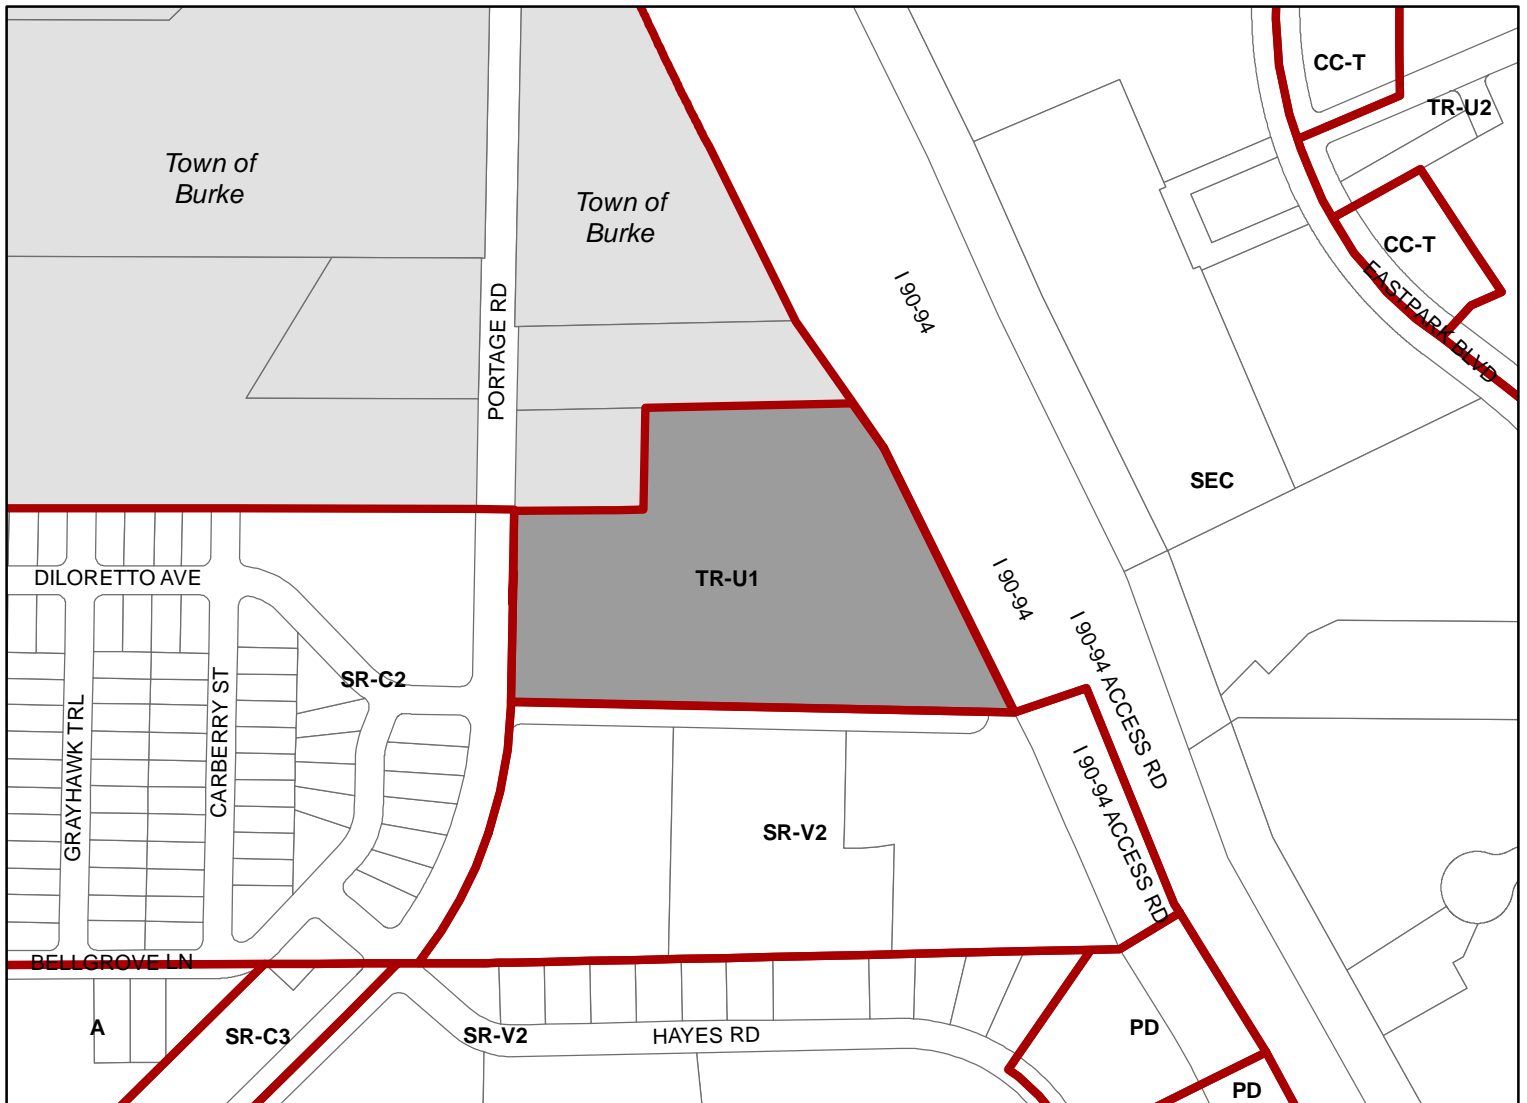 CC-T
TR-U2
Town of
Burke
Town of
Burke
CC-T
EASTPARK BLVD
I 90-94
PORTAGE RD
SEC
TR-U1
I 90-94
DILORETTO AVE
I 90-94 ACCESS RD
SR-C2
CARBERRY ST
GRAYHAWK TRL
I 90-94 ACCESS RD
SR-V2
BELLGROVE LN
A
SR-C3
SR-V2
HAYES RD
PD
PD